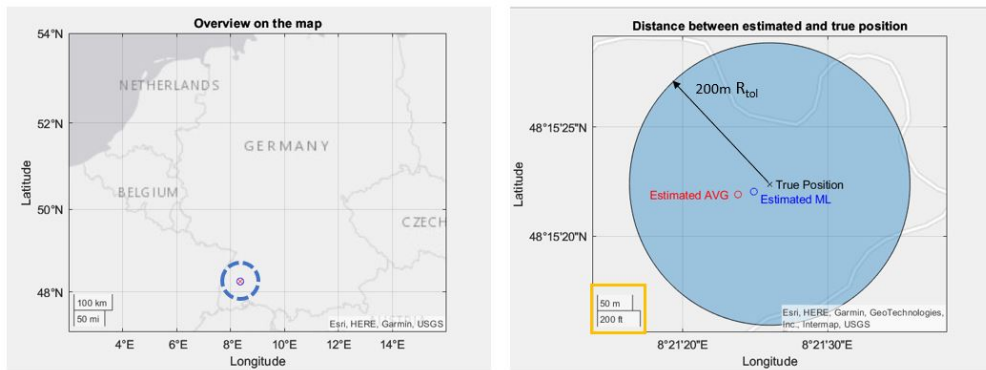 Overview on the map
54°N
52°N
50°N
48°N
Latitude
NETHERLANDS
GERMANY
BELGIUM
CZECH
100 km
50 mi
Esri, HERE, Garmin, USGS
4°E 6°E 8°E 10°E 12°E 14°E
Longitude
Distance between estimated and true position
200m Rtol
48°15'25"N
48°15'20"N
Latitude
True Position
Estimated AVG
Estimated ML
50 m
200 ft
Esri, HERE, Garmin, GeoTechnologies,
Inc., Intermap, USGS
8°21'20"E 8°21'30"E
Longitude